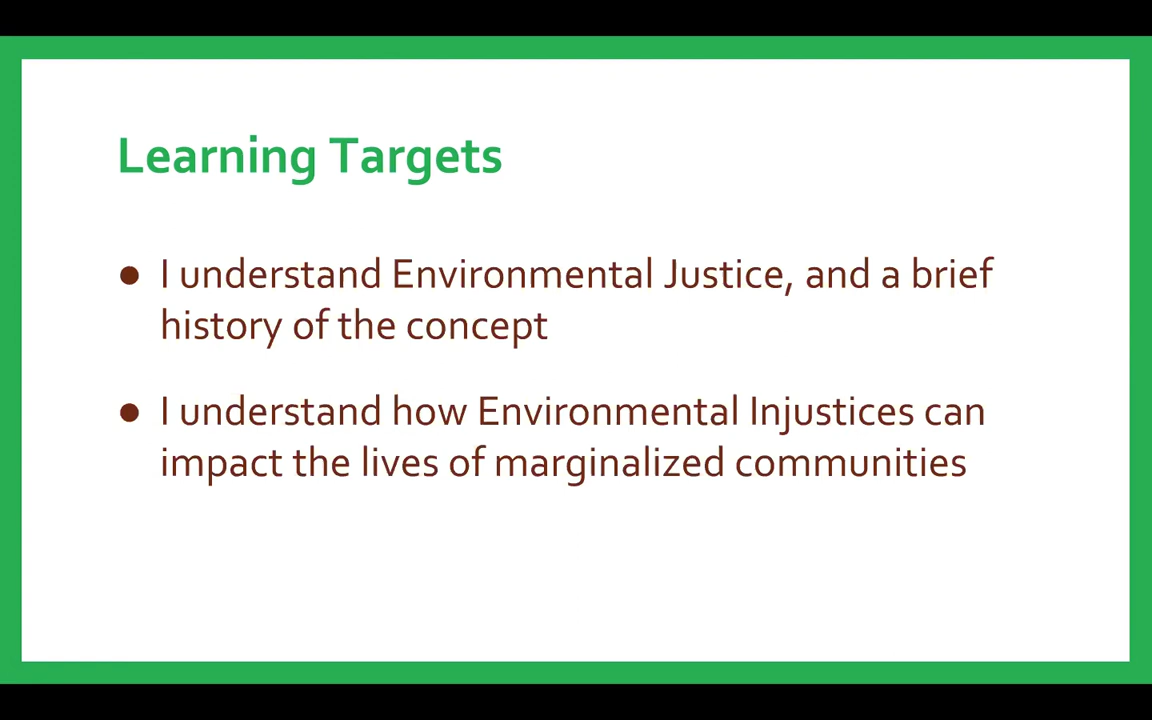 Learning Targets
● I understand Environmental Justice, and a brief
history of the concept
● I understand how Environmental Injustices can
impact the lives of marginalized communities